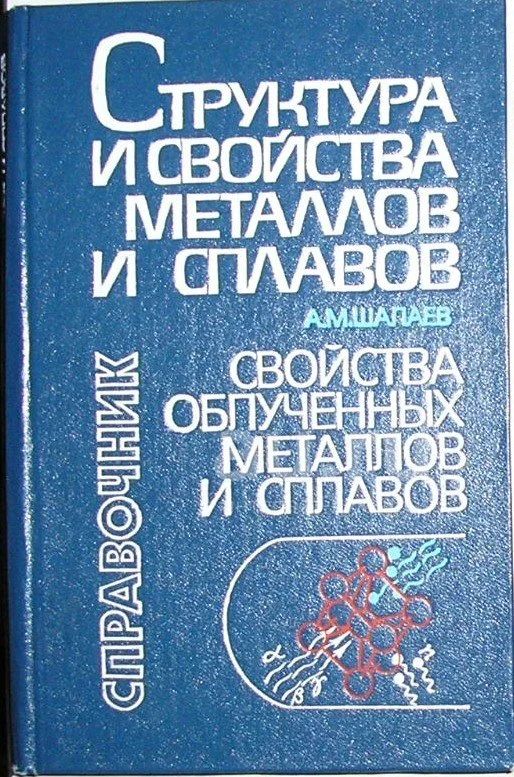 СТРУКТУРА
И СВОЙСТВА
МЕТАЛЛОВ
И СПЛАВОВ
А.М.ШАЛАЕВ
СВОЙСТВА
ОБЛУЧЕННЫХ
МЕТАЛЛОВ
И СПЛАВОВ
СПРАВОЧНИК
α
β γ